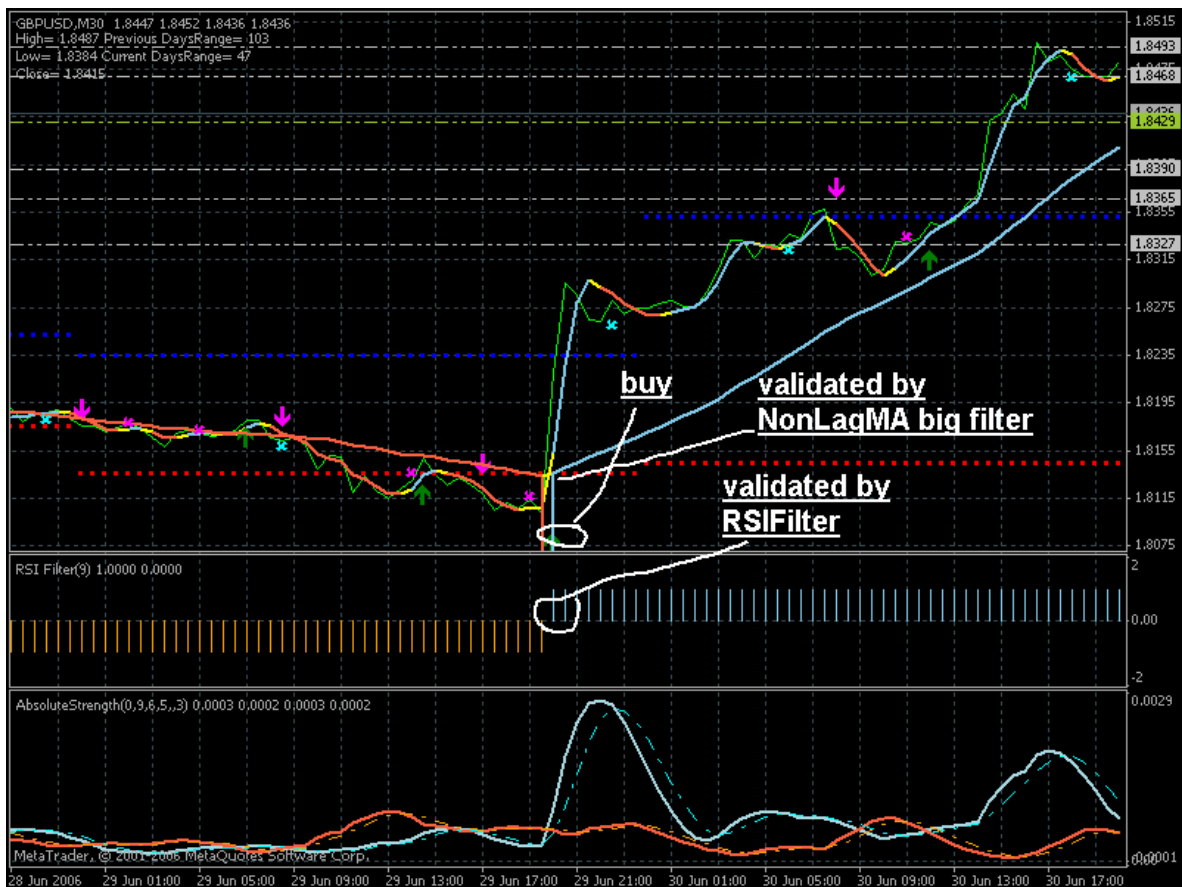 GBPUSD,M30 1.8447 1.8452 1.8436 1.8436
High= 1.8487 Previous DaysRange= 103
Low= 1.8384 Current DaysRange= 47
Close= 1.8415
1.8515
1.8493
1.8468
1.8429
1.8390
1.8365
1.8355
1.8327
1.8315
1.8275
1.8235
1.8195
1.8155
1.8115
1.8075
buy
validated by
NonLagMA big filter
validated by
RSIFilter
RSI Filter(9) 1.0000 0.0000
2
0.00
-2
AbsoluteStrength(0,9,6,5,,3) 0.0003 0.0002 0.0003 0.0002
0.0029
MetaTrader, © 2001-2006 MetaQuotes Software Corp.
28 Jun 2006 29 Jun 01:00 29 Jun 05:00 29 Jun 09:00 29 Jun 13:00 29 Jun 17:00 29 Jun 21:00 30 Jun 01:00 30 Jun 05:00 30 Jun 09:00 30 Jun 13:00 30 Jun 17:00